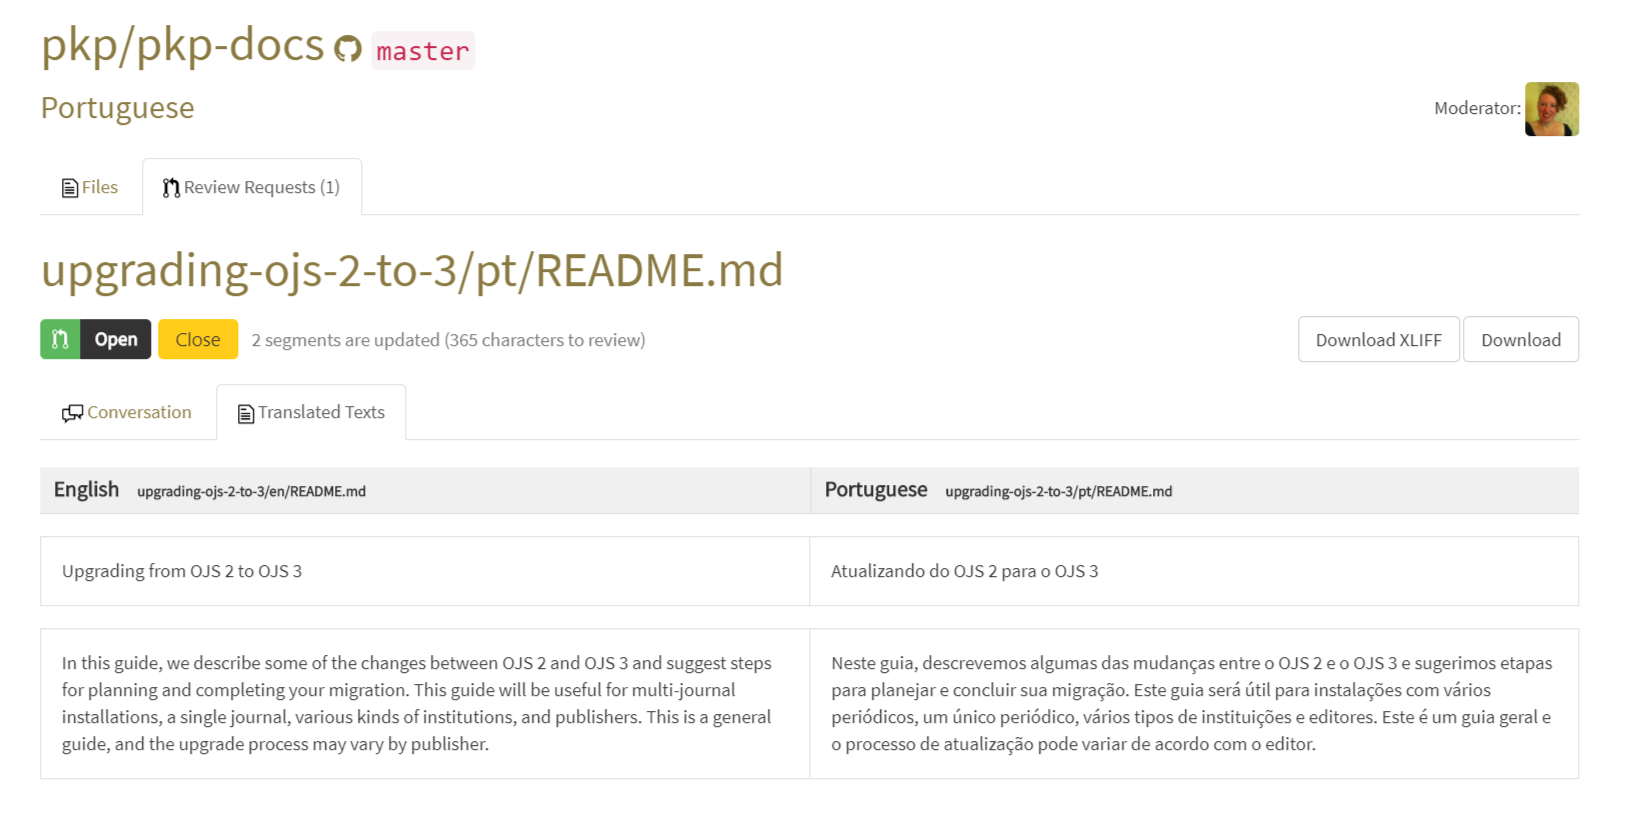 pkp/pkp-docs master
Portuguese
Moderator:
Files
Review Requests (1)
upgrading-ojs-2-to-3/pt/README.md
Open
Close
2 segments are updated (365 characters to review)
Download XLIFF
Download
Conversation
Translated Texts
English upgrading-ojs-2-to-3/en/README.md
Portuguese upgrading-ojs-2-to-3/pt/README.md
Upgrading from OJS 2 to OJS 3
Atualizando do OJS 2 para o OJS 3
In this guide, we describe some of the changes between OJS 2 and OJS 3 and suggest steps
for planning and completing your migration. This guide will be useful for multi-journal
installations, a single journal, various kinds of institutions, and publishers. This is a general
guide, and the upgrade process may vary by publisher.
Neste guia, descrevemos algumas das mudanças entre o OJS 2 e o OJS 3 e sugerimos etapas
para planejar e concluir sua migração. Este guia será útil para instalações com vários
periódicos, um único periódico, vários tipos de instituições e editores. Este é um guia geral e
o processo de atualização pode variar de acordo com o editor.